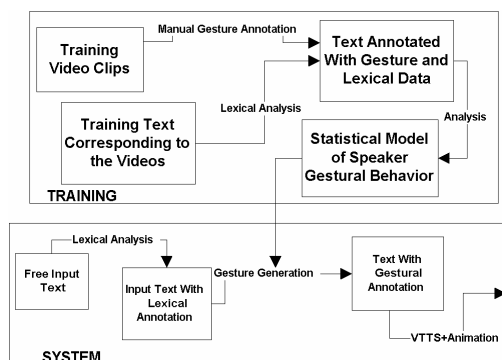 Manual Gesture Annotation
Training
Video Clips
Text Annotated
With Gesture and
Lexical Data
Lexical Analysis
Analysis
Training Text
Corresponding to
the Videos
Statistical Model
of Speaker
Gestural Behavior
TRAINING
Lexical Analysis
Free Input
Text
Input Text With
Lexical
Annotation
Gesture Generation
Text With
Gestural
Annotation
VTTS+Animation
SYSTEM